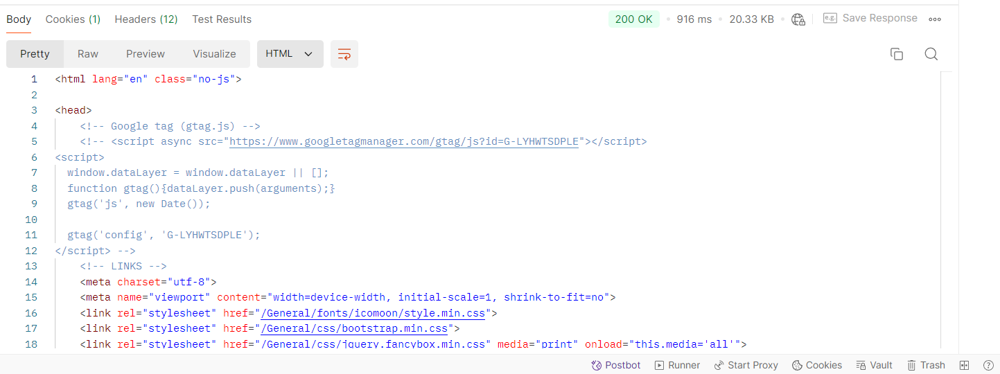 Body Cookies (1) Headers (12) Test Results 200 OK 916 ms 20.33 KB e.g. Save Response
Pretty Raw Preview Visualize HTML
1 <html lang="en" class="no-js">
2
3 <head>
4 <!-- Google tag (gtag.js) -->
5 <!-- <script async src="https://www.googletagmanager.com/gtag/js?id=G-LYHWTSDPLE"></script>
6 <script>
7 window.dataLayer = window.dataLayer || [];
8 function gtag(){dataLayer.push(arguments);}
9 gtag('js', new Date());
10
11 gtag('config', 'G-LYHWTSDPLE');
12 </script> -->
13 <!-- LINKS -->
14 <meta charset="utf-8">
15 <meta name="viewport" content="width=device-width, initial-scale=1, shrink-to-fit=no">
16 <link rel="stylesheet" href="/General/fonts/icomoon/style.min.css">
17 <link rel="stylesheet" href="/General/css/bootstrap.min.css">
18 <link rel="stylesheet" href="/General/css/jquery.fancybox.min.css" media="print" onload="this.media='all'">
Postbot Runner Start Proxy Cookies Vault Trash